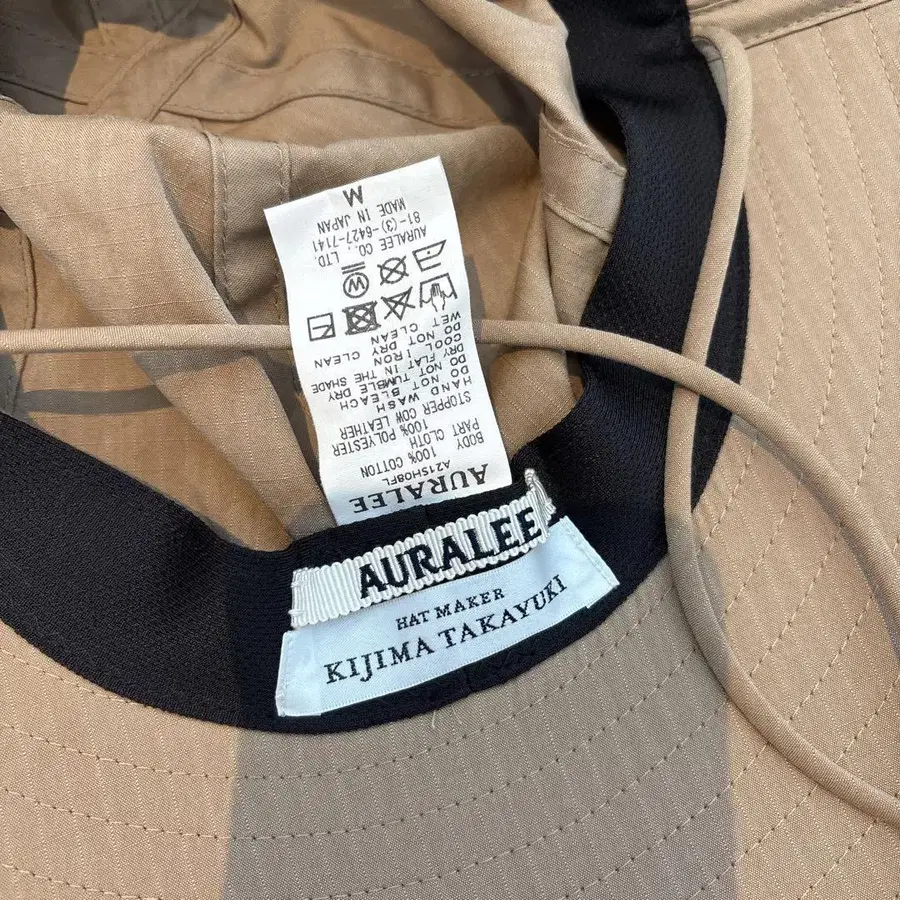 AURALEE
HAT MAKER
KIJIMA TAKAYUKI
AURALEE
A21SH08FL
BODY 100% COTTON
PART CLOTH
100% POLYESTER
STOPPER COW LEATHER
HAND WASH
DO NOT BLEACH
DO NOT TUMBLE DRY
DRY FLAT IN THE SHADE
COOL IRON
DO NOT DRY CLEAN
WET CLEAN
W
AURALEE CO., LTD.
81-(3)-6427-7141
MADE IN JAPAN
M